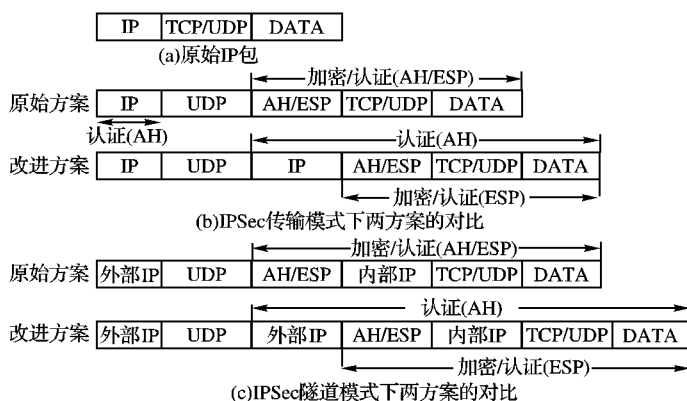 IP TCP/UDP DATA
(a)原始IP包
加密/认证(AH/ESP)
原始方案 IP UDP AH/ESP TCP/UDP DATA
认证(AH) 认证(AH)
改进方案 IP UDP IP AH/ESP TCP/UDP DATA
加密/认证(ESP)
(b)IPSec传输模式下两方案的对比
加密/认证(AH/ESP)
原始方案 外部IP UDP AH/ESP 内部IP TCP/UDP DATA
认证(AH)
改进方案 外部IP UDP 外部IP AH/ESP 内部IP TCP/UDP DATA
加密/认证(ESP)
(c)IPSec隧道模式下两方案的对比